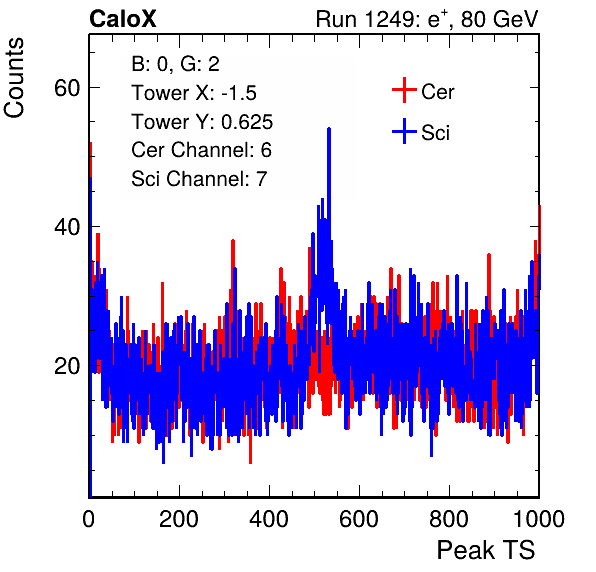 CaloX
Run 1249: e+, 80 GeV
Counts
B: 0, G: 2
Tower X: -1.5
Tower Y: 0.625
Cer Channel: 6
Sci Channel: 7
Cer
Sci
60
40
20
0 200 400 600 800 1000
Peak TS